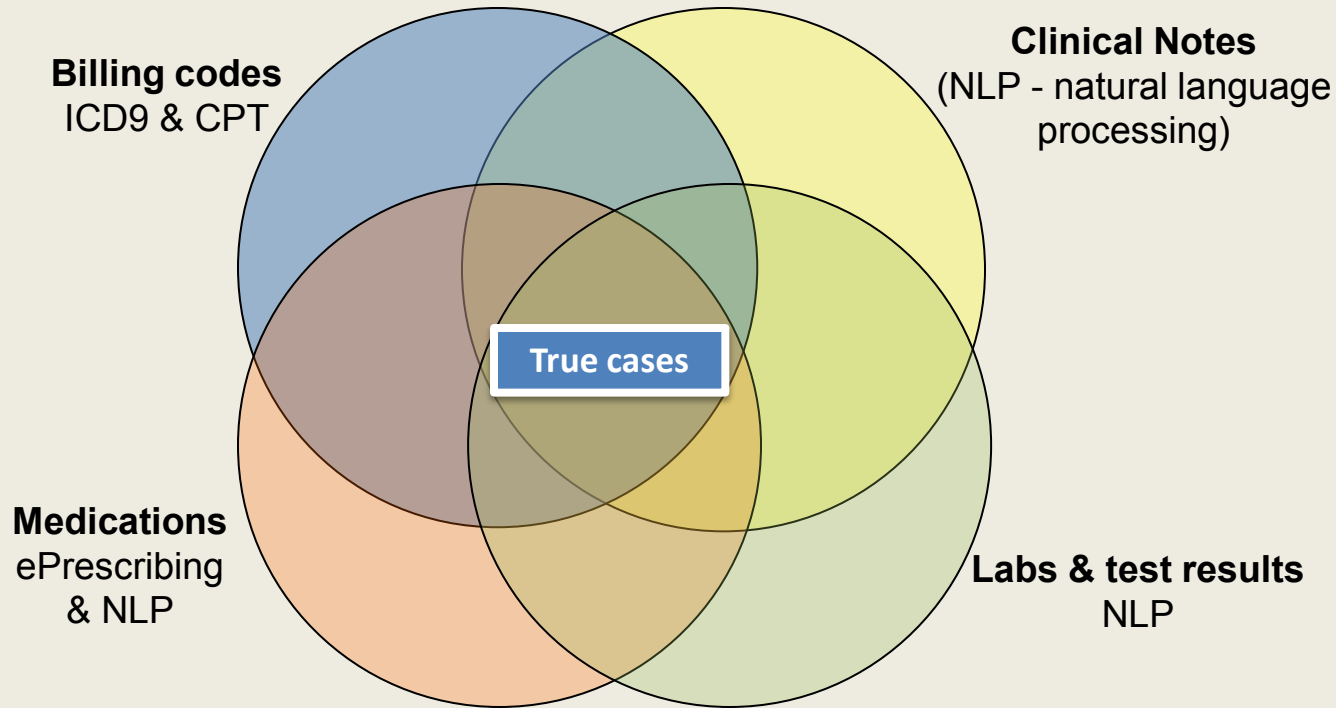 Billing codes
ICD9 & CPT
Clinical Notes
(NLP - natural language
processing)
True cases
Medications
ePrescribing
& NLP
Labs & test results
NLP